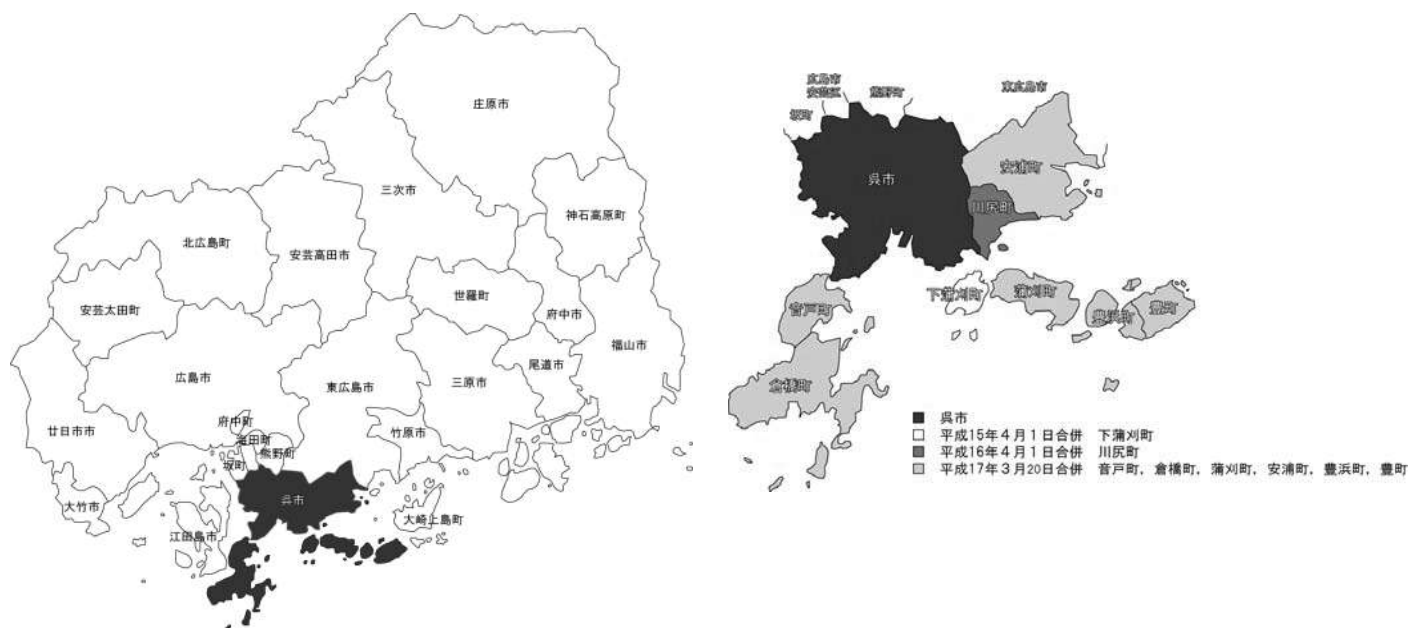 庄原市
三次市
神石高原町
北広島町
安芸高田市
世羅町
安芸太田町
府中市
福山市
尾道市
広島市
東広島市
三原市
府中町
海田町
竹原市
廿日市市
熊野町
坂町
呉市
大竹市
大崎上島町
江田島市
広島市
安芸区
熊野町
東広島市
坂町
安浦町
呉市
川尻町
下蒲刈町
蒲刈町
音戸町
豊浜町
豊町
倉橋町
呉市
平成15年4月1日合併 下蒲刈町
平成16年4月1日合併 川尻町
平成17年3月20日合併 音戸町，倉橋町，蒲刈町，安浦町，豊浜町，豊町